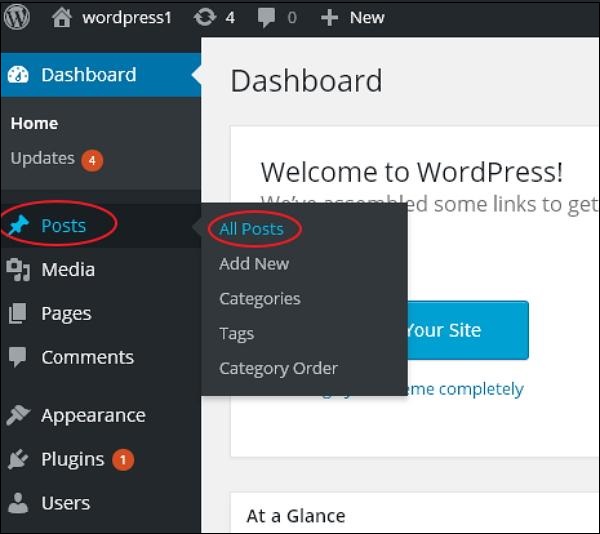 wordpress1 4 0 New
Dashboard
Home
Updates 4
Posts
Media
Pages
Comments
Appearance
Plugins 1
Users
All Posts
Add New
Categories
Tags
Category Order
Dashboard
Welcome to WordPress!
We've assembled some links to get
Your Site
completely
At a Glance